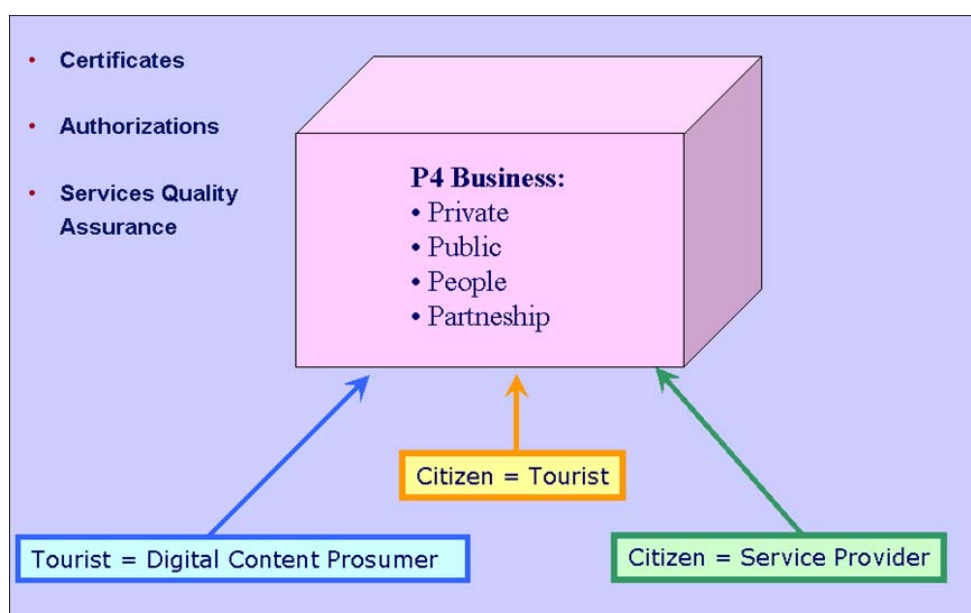 • Certificates
• Authorizations
• Services Quality
Assurance
P4 Business:
• Private
• Public
• People
• Partneship
Citizen = Tourist
Tourist = Digital Content Prosumer
Citizen = Service Provider